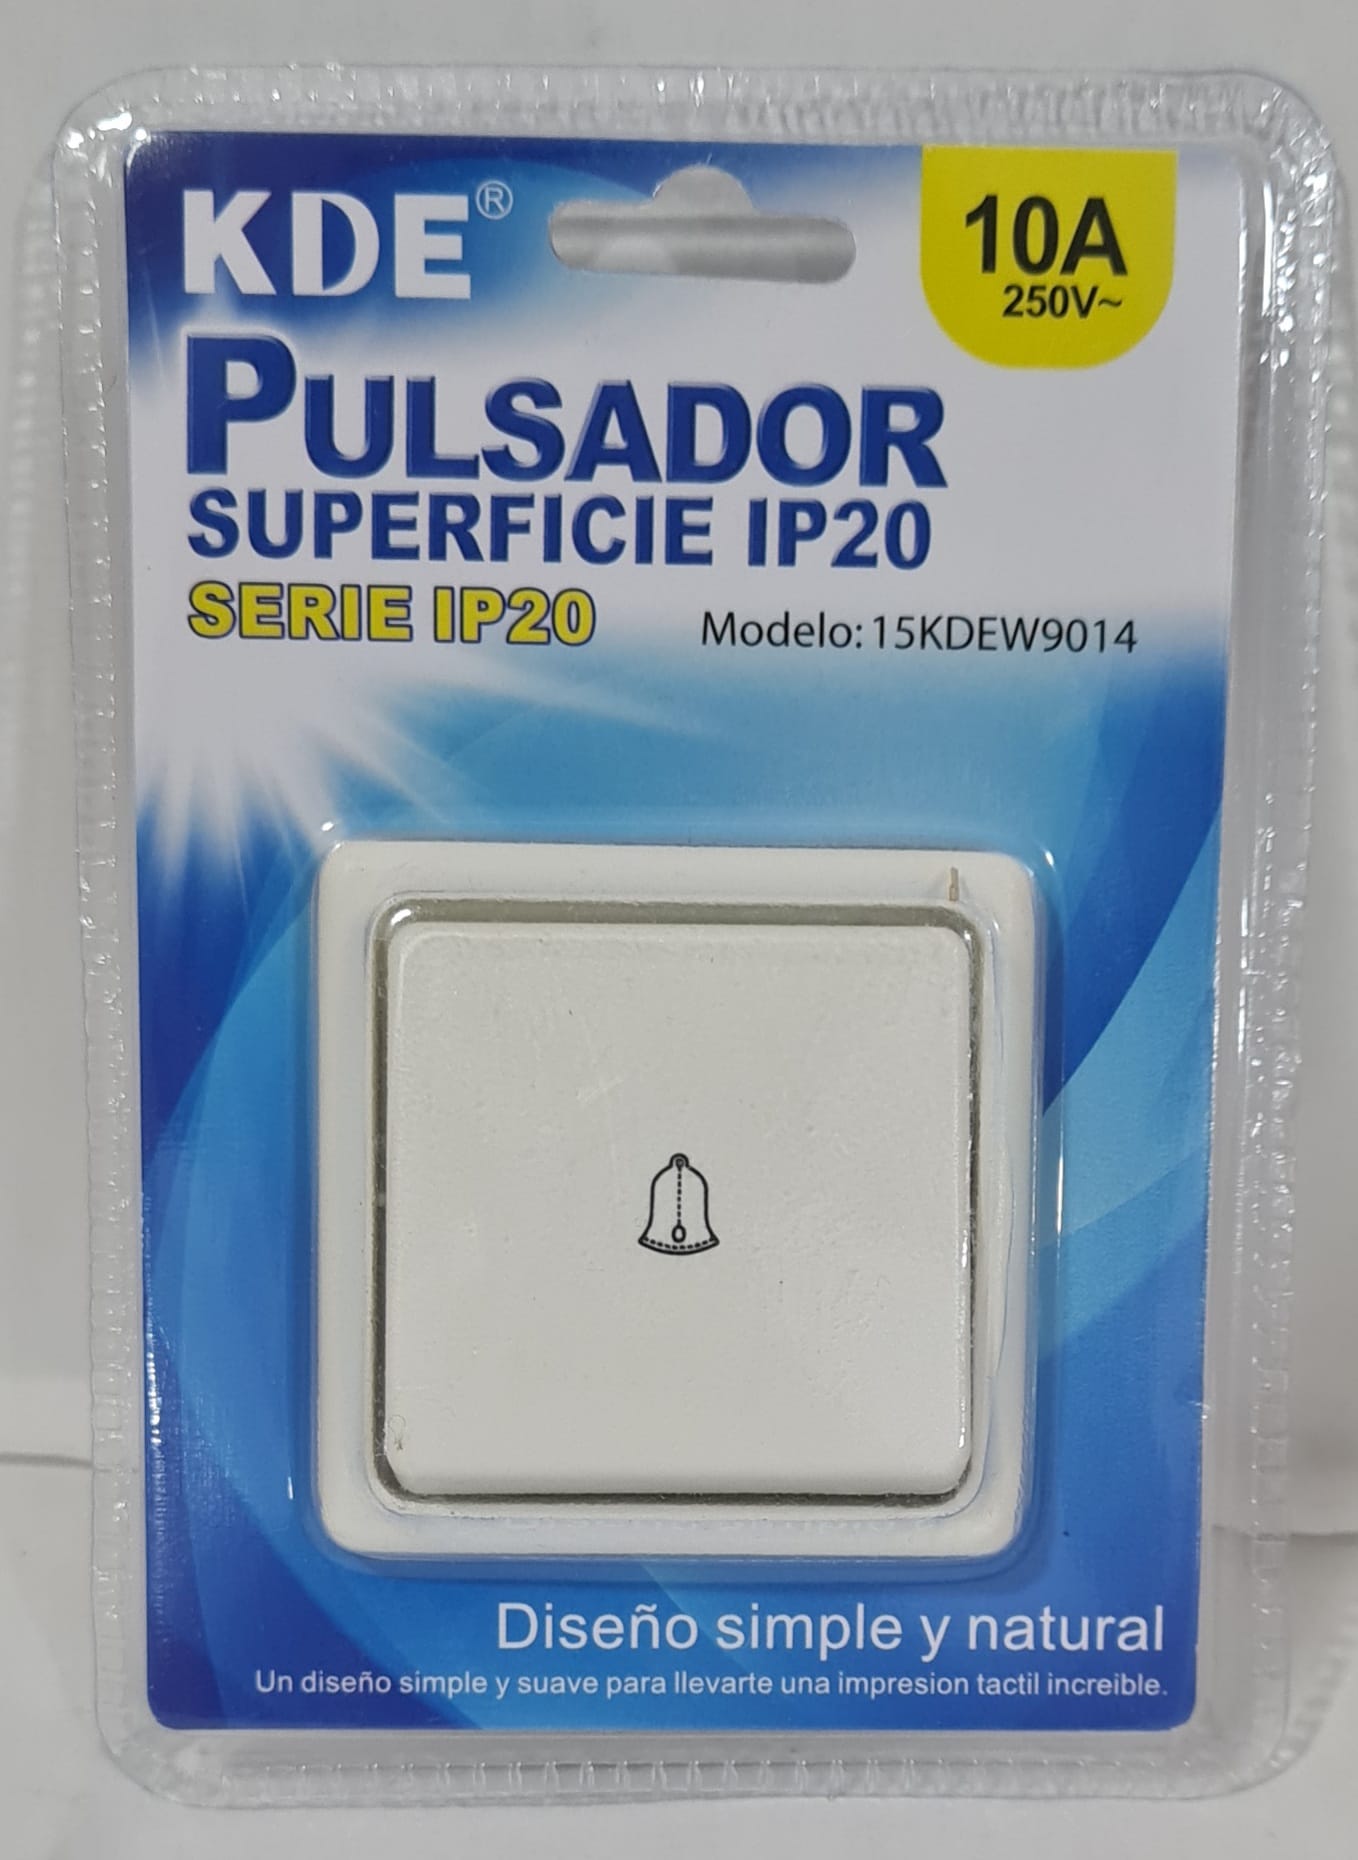 KDE®
10A
250V~
PULSADOR
SUPERFICIE IP20
SERIE IP20
Modelo: 15KDEW9014
Diseño simple y natural
Un diseño simple y suave para llevarte una impresion tactil increible.